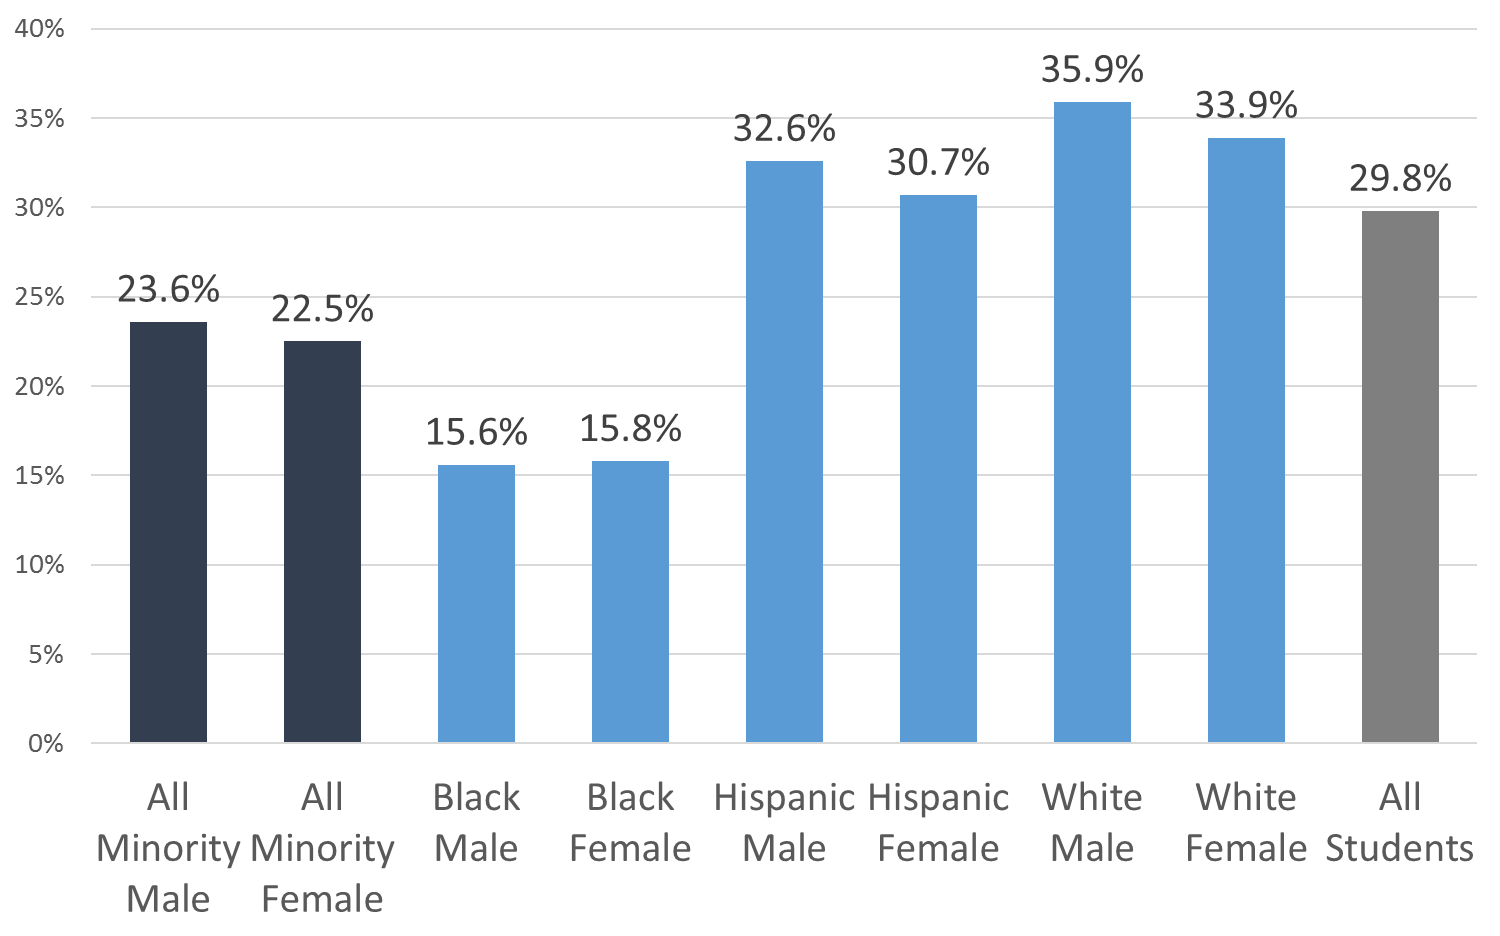 40%
35%
30%
25%
20%
15%
10%
5%
0%
23.6%
22.5%
15.6%
15.8%
32.6%
30.7%
35.9%
33.9%
29.8%
All
Minority
Male
All
Minority
Female
Black
Male
Black
Female
Hispanic
Male
Hispanic
Female
White
Male
White
Female
All
Students